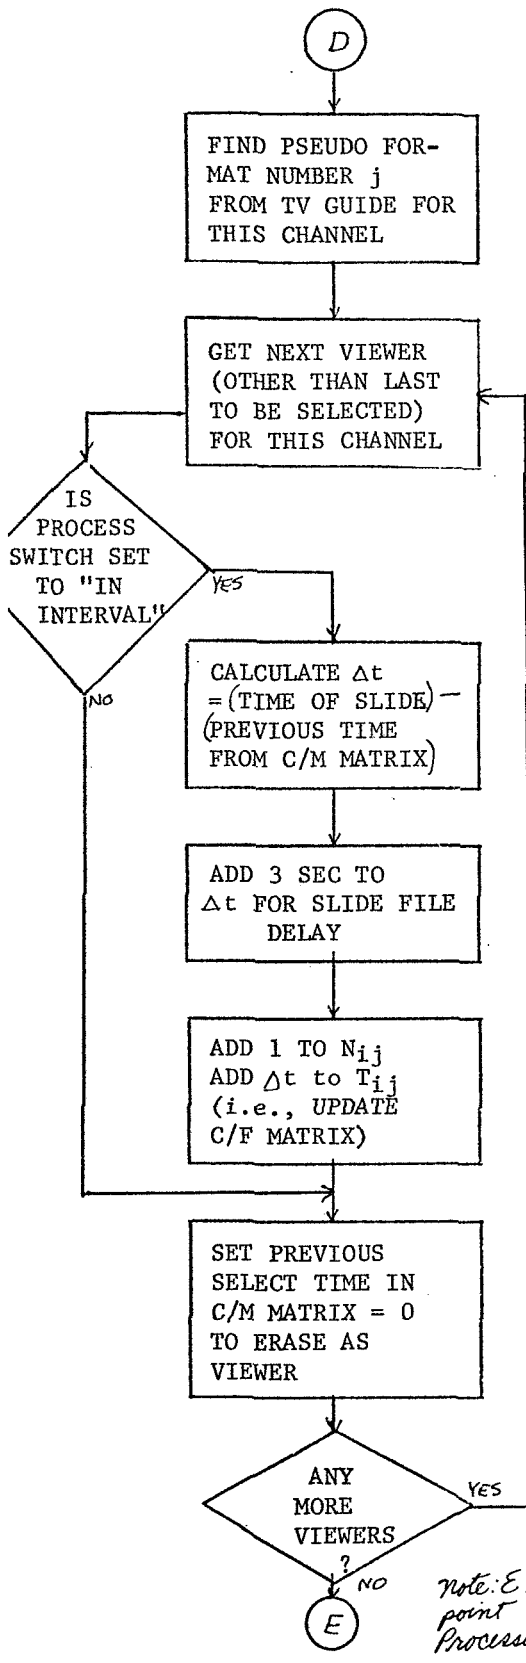 D
FIND PSEUDO FOR-
MAT NUMBER j
FROM TV GUIDE FOR
THIS CHANNEL
GET NEXT VIEWER
(OTHER THAN LAST
TO BE SELECTED)
FOR THIS CHANNEL
IS
PROCESS
SWITCH SET
TO "IN
INTERVAL"
YES
NO
CALCULATE Δt
=(TIME OF SLIDE)—
(PREVIOUS TIME
FROM C/M MATRIX)
ADD 3 SEC TO
Δt FOR SLIDE FILE
DELAY
ADD 1 TO Nij
ADD Δt to Tij
(i.e., UPDATE
C/F MATRIX)
SET PREVIOUS
SELECT TIME IN
C/M MATRIX = 0
TO ERASE AS
VIEWER
ANY
MORE
VIEWERS
?
YES
NO
E
Note: E
point